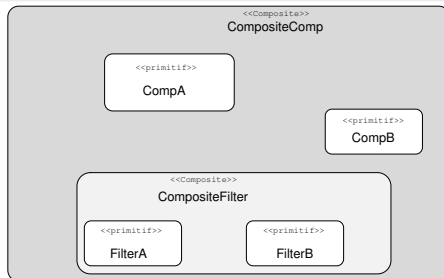 <<Composite>>
CompositeComp
<<primitif>>
CompA
<<primitif>>
CompB
<<Composite>>
CompositeFilter
<<primitif>>
FilterA
<<primitif>>
FilterB